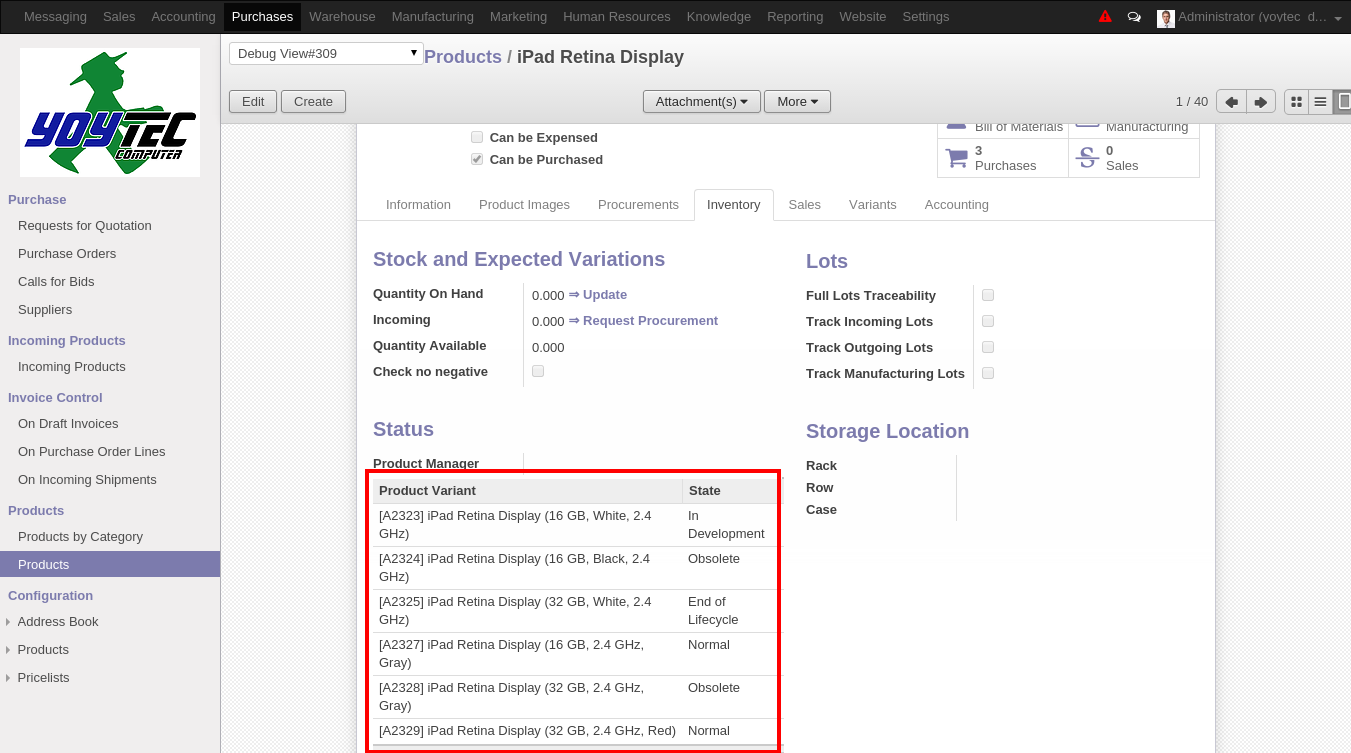 Messaging Sales Accounting Purchases Warehouse Manufacturing Marketing Human Resources Knowledge Reporting Website Settings Administrator (yoytec_d...
Debug View#309
Products / iPad Retina Display
Edit Create Attachment(s) More 1 / 40
YOYTEC
COMPUTER
Purchase
Requests for Quotation
Purchase Orders
Calls for Bids
Suppliers
Incoming Products
Incoming Products
Invoice Control
On Draft Invoices
On Purchase Order Lines
On Incoming Shipments
Products
Products by Category
Products
Configuration
Address Book
Products
Pricelists
Can be Expensed
Can be Purchased
Bill of Materials Manufacturing
3 0
Purchases Sales
Information Product Images Procurements Inventory Sales Variants Accounting
Stock and Expected Variations
Quantity On Hand 0.000 ⇒ Update
Incoming 0.000 ⇒ Request Procurement
Quantity Available 0.000
Check no negative
Lots
Full Lots Traceability
Track Incoming Lots
Track Outgoing Lots
Track Manufacturing Lots
Status
Product Manager
Product Variant State
[A2323] iPad Retina Display (16 GB, White, 2.4 In
GHz) Development
[A2324] iPad Retina Display (16 GB, Black, 2.4 Obsolete
GHz)
[A2325] iPad Retina Display (32 GB, White, 2.4 End of
GHz) Lifecycle
[A2327] iPad Retina Display (16 GB, 2.4 GHz, Normal
Gray)
[A2328] iPad Retina Display (32 GB, 2.4 GHz, Obsolete
Gray)
[A2329] iPad Retina Display (32 GB, 2.4 GHz, Red) Normal
Storage Location
Rack
Row
Case